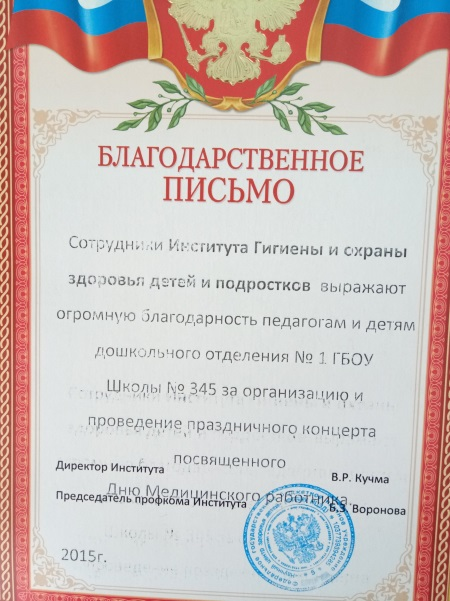 БЛАГОДАРСТВЕННОЕ
ПИСЬМО
Сотрудники Института Гигиены и охраны
здоровья детей и подростков выражают
огромную благодарность педагогам и детям
дошкольчого отделения № 1 ГБОУ
Школы № 345 за организацию и
проведение праздничного концерта
посвященного
Директор Института В.Р. Кучма
Дню Медицинского работника.
Председатель профкома Института Б.З. Воронова
2015г.